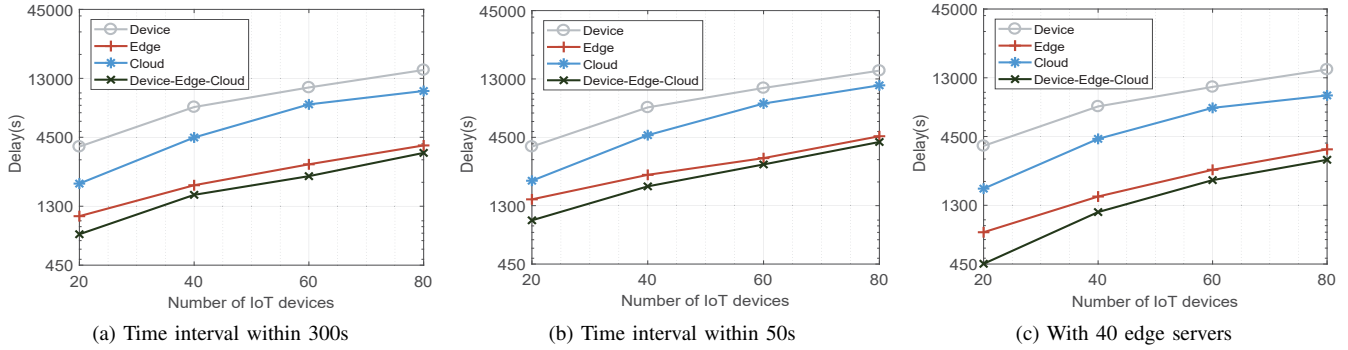 45000
13000
4500
1300
450
Delay(s)
Device
Edge
Cloud
Device-Edge-Cloud
20
40
60
80
Number of IoT devices
(a) Time interval within 300s
45000
13000
4500
1300
450
Delay(s)
Device
Edge
Cloud
Device-Edge-Cloud
20
40
60
80
Number of IoT devices
(b) Time interval within 50s
45000
13000
4500
1300
450
Delay(s)
Device
Edge
Cloud
Device-Edge-Cloud
20
40
60
80
Number of IoT devices
(c) With 40 edge servers